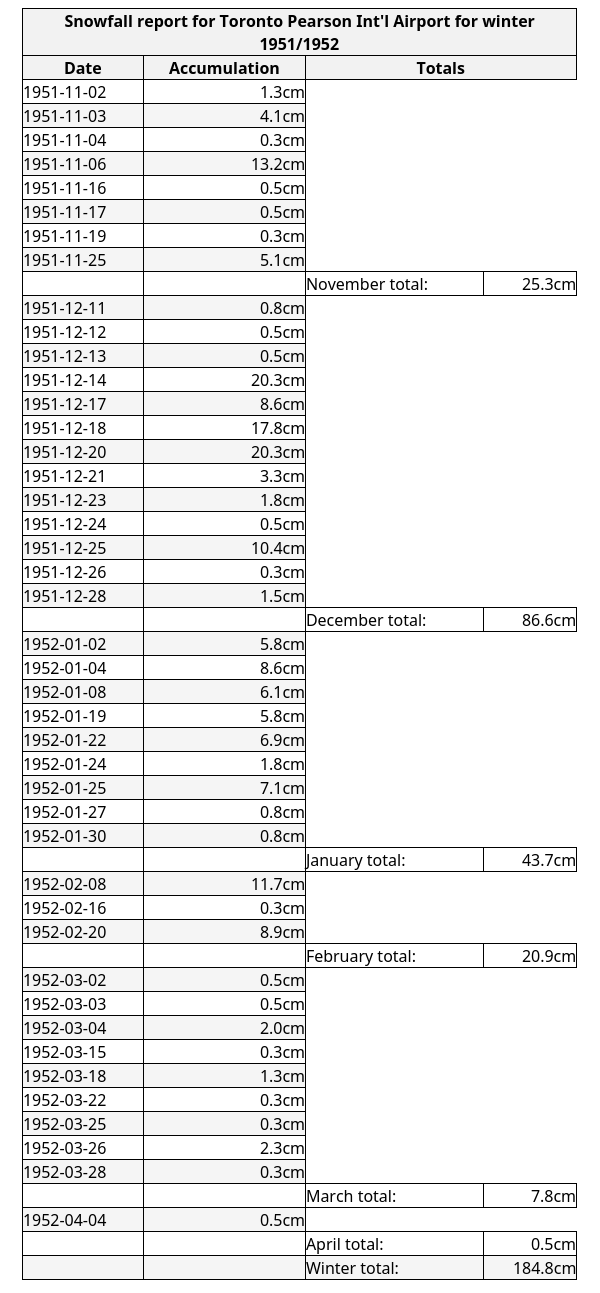 Snowfall report for Toronto Pearson Int'l Airport for winter
1951/1952
Date Accumulation Totals
1951-11-02 1.3cm
1951-11-03 4.1cm
1951-11-04 0.3cm
1951-11-06 13.2cm
1951-11-16 0.5cm
1951-11-17 0.5cm
1951-11-19 0.3cm
1951-11-25 5.1cm
November total: 25.3cm
1951-12-11 0.8cm
1951-12-12 0.5cm
1951-12-13 0.5cm
1951-12-14 20.3cm
1951-12-17 8.6cm
1951-12-18 17.8cm
1951-12-20 20.3cm
1951-12-21 3.3cm
1951-12-23 1.8cm
1951-12-24 0.5cm
1951-12-25 10.4cm
1951-12-26 0.3cm
1951-12-28 1.5cm
December total: 86.6cm
1952-01-02 5.8cm
1952-01-04 8.6cm
1952-01-08 6.1cm
1952-01-19 5.8cm
1952-01-22 6.9cm
1952-01-24 1.8cm
1952-01-25 7.1cm
1952-01-27 0.8cm
1952-01-30 0.8cm
January total: 43.7cm
1952-02-08 11.7cm
1952-02-16 0.3cm
1952-02-20 8.9cm
February total: 20.9cm
1952-03-02 0.5cm
1952-03-03 0.5cm
1952-03-04 2.0cm
1952-03-15 0.3cm
1952-03-18 1.3cm
1952-03-22 0.3cm
1952-03-25 0.3cm
1952-03-26 2.3cm
1952-03-28 0.3cm
March total: 7.8cm
1952-04-04 0.5cm
April total: 0.5cm
Winter total: 184.8cm